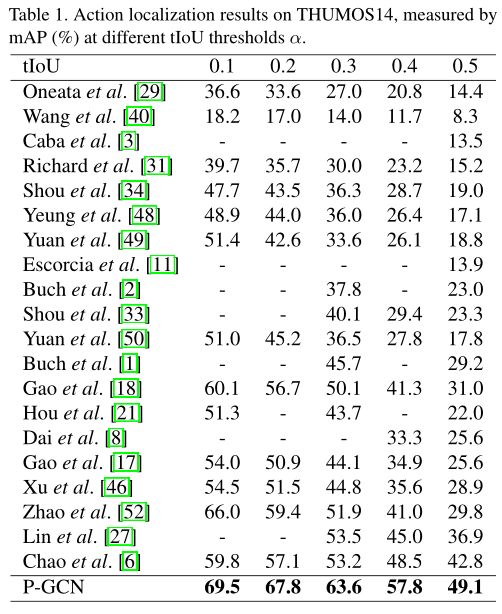 Table 1. Action localization results on THUMOS14, measured by
mAP (%) at different tIoU thresholds α.
tIoU 0.1 0.2 0.3 0.4 0.5
Oneata et al. [29] 36.6 33.6 27.0 20.8 14.4
Wang et al. [40] 18.2 17.0 14.0 11.7 8.3
Caba et al. [3] - - - - 13.5
Richard et al. [31] 39.7 35.7 30.0 23.2 15.2
Shou et al. [34] 47.7 43.5 36.3 28.7 19.0
Yeung et al. [48] 48.9 44.0 36.0 26.4 17.1
Yuan et al. [49] 51.4 42.6 33.6 26.1 18.8
Escorcia et al. [11] - - - - 13.9
Buch et al. [2] - - 37.8 - 23.0
Shou et al. [33] - - 40.1 29.4 23.3
Yuan et al. [50] 51.0 45.2 36.5 27.8 17.8
Buch et al. [1] - - 45.7 - 29.2
Gao et al. [18] 60.1 56.7 50.1 41.3 31.0
Hou et al. [21] 51.3 - 43.7 - 22.0
Dai et al. [8] - - - 33.3 25.6
Gao et al. [17] 54.0 50.9 44.1 34.9 25.6
Xu et al. [46] 54.5 51.5 44.8 35.6 28.9
Zhao et al. [52] 66.0 59.4 51.9 41.0 29.8
Lin et al. [27] - - 53.5 45.0 36.9
Chao et al. [6] 59.8 57.1 53.2 48.5 42.8
P-GCN 69.5 67.8 63.6 57.8 49.1